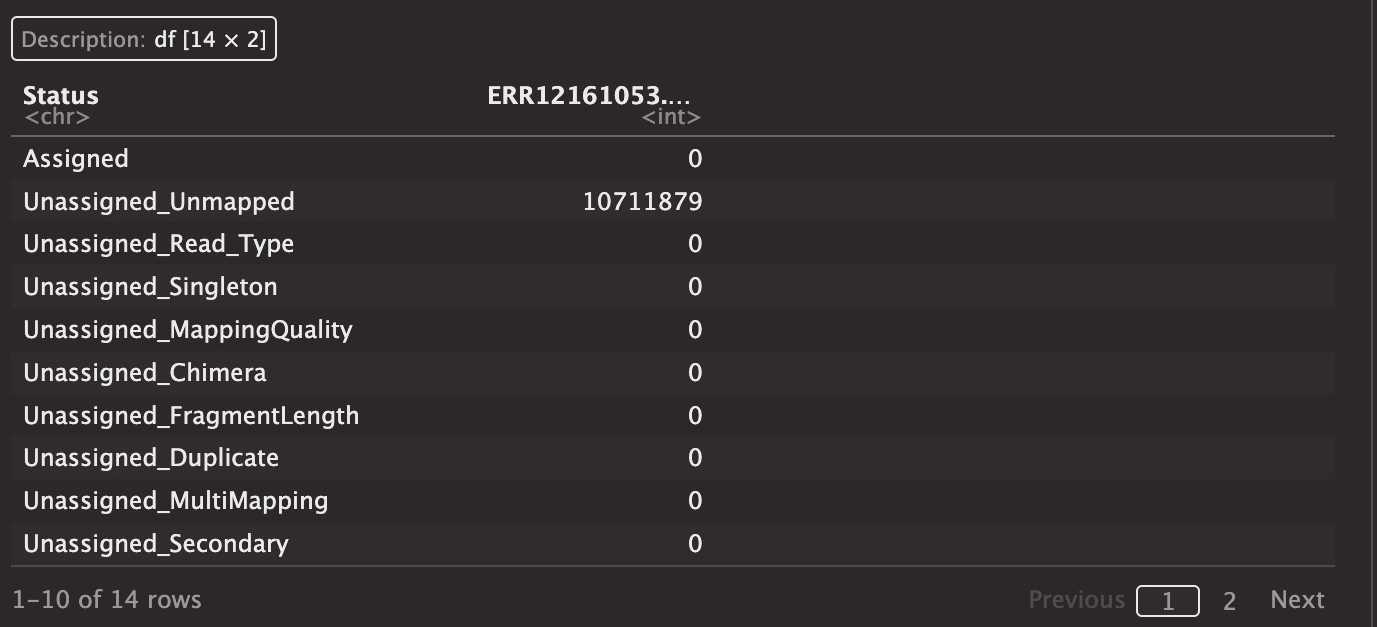 Description: df [14 × 2]
Status ERR12161053....
<chr> <int>
Assigned 0
Unassigned_Unmapped 10711879
Unassigned_Read_Type 0
Unassigned_Singleton 0
Unassigned_MappingQuality 0
Unassigned_Chimera 0
Unassigned_FragmentLength 0
Unassigned_Duplicate 0
Unassigned_MultiMapping 0
Unassigned_Secondary 0
1-10 of 14 rows Previous 1 2 Next